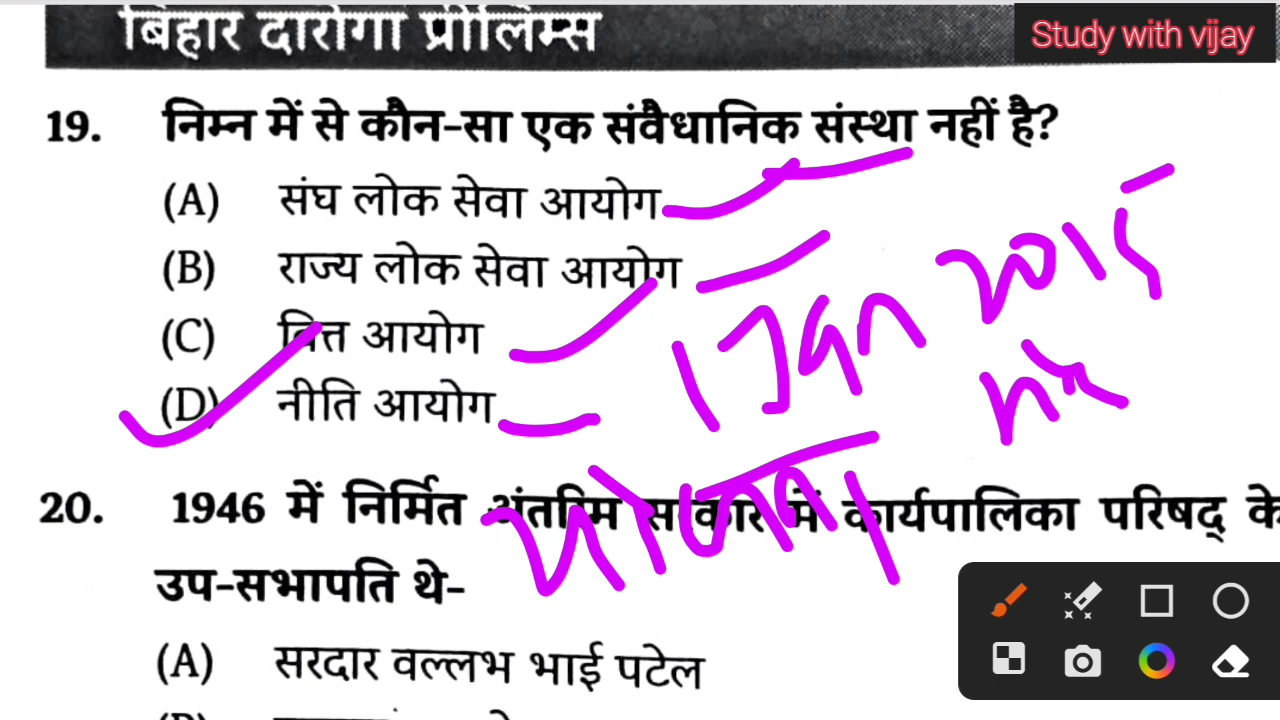 बिहार दारोगा प्रीलिम्स
Study with vijay
19. निम्न में से कौन-सा एक संवैधानिक संस्था नहीं है?
(A) संघ लोक सेवा आयोग
(B) राज्य लोक सेवा आयोग
(C) वित्त आयोग
(D) नीति आयोग
1 Jan 2015
योजना
20. 1946 में निर्मित अंतरिम सरकार में कार्यपालिका परिषद् के
उप-सभापति थे-
(A) सरदार वल्लभ भाई पटेल